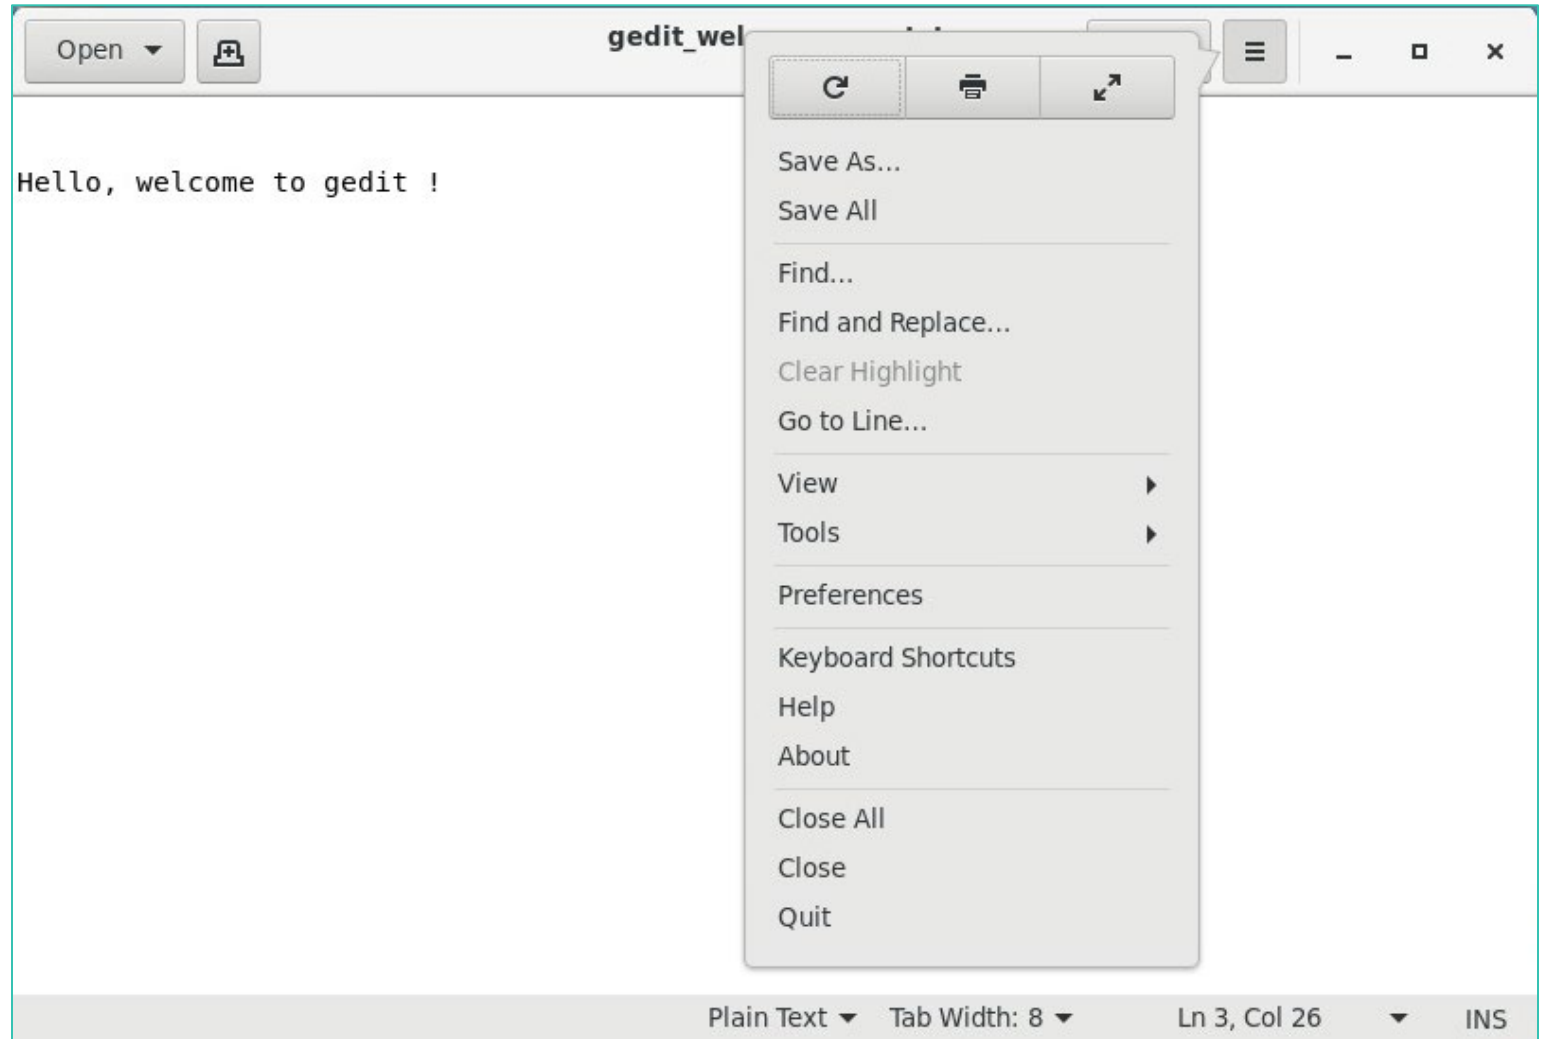 Open
Hello, welcome to gedit !
Save As...
Save All
Find...
Find and Replace...
Clear Highlight
Go to Line...
View
Tools
Preferences
Keyboard Shortcuts
Help
About
Close All
Close
Quit
Plain Text Tab Width: 8 Ln 3, Col 26 INS